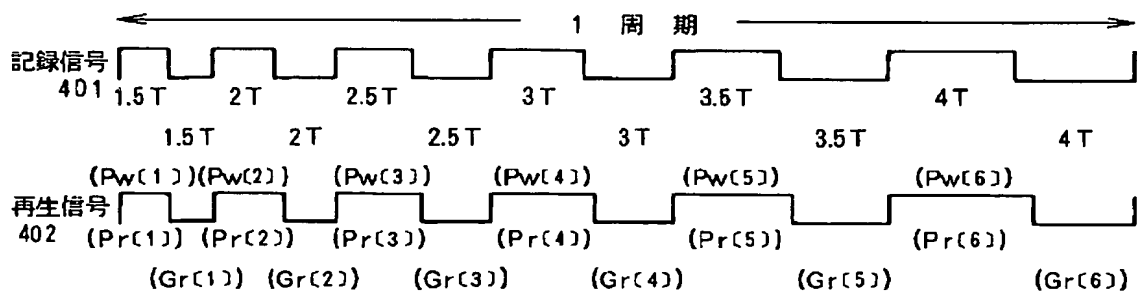 1 周 期
記録信号
401
1.5T 2T 2.5T 3T 3.5T 4T
1.5T 2T 2.5T 3T 3.5T 4T
(Pw(1))(Pw(2)) (Pw(3)) (Pw(4)) (Pw(5)) (Pw(6))
再生信号
402
(Pr(1)) (Pr(2)) (Pr(3)) (Pr(4)) (Pr(5)) (Pr(6))
(Gr(1)) (Gr(2)) (Gr(3)) (Gr(4)) (Gr(5)) (Gr(6))